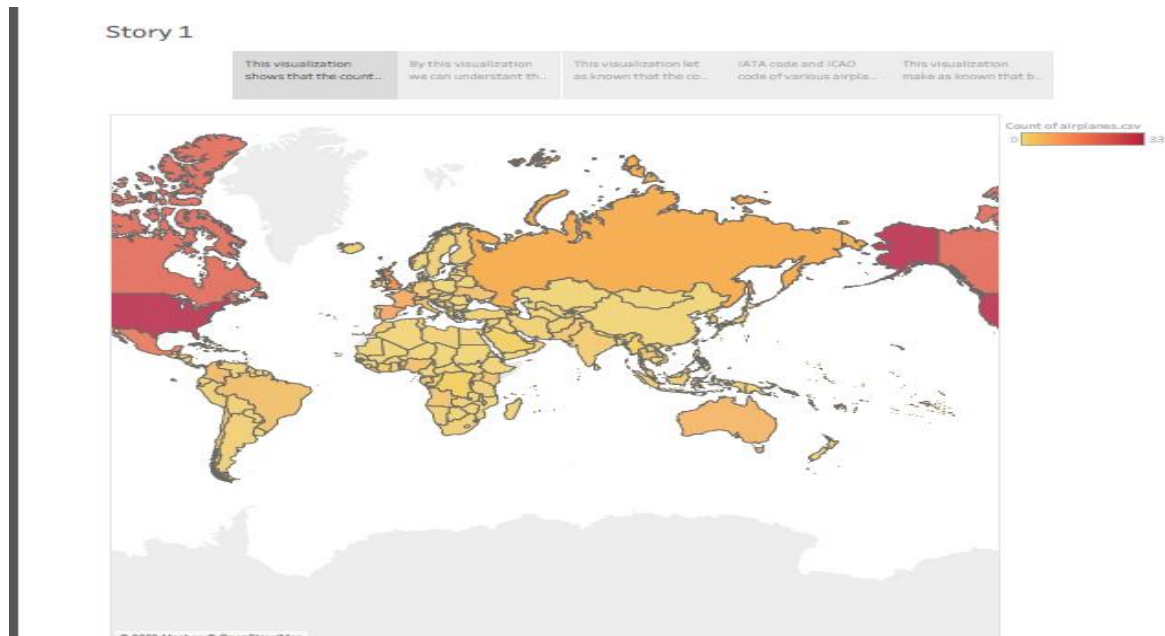 Story 1
This visualization
shows that the count...
By this visualization
we can understant th...
This visualization let
as known that the co...
IATA code and ICAO
code of various airpla...
This visualization
make as known that b...
Count of airplanes.csv
0 33